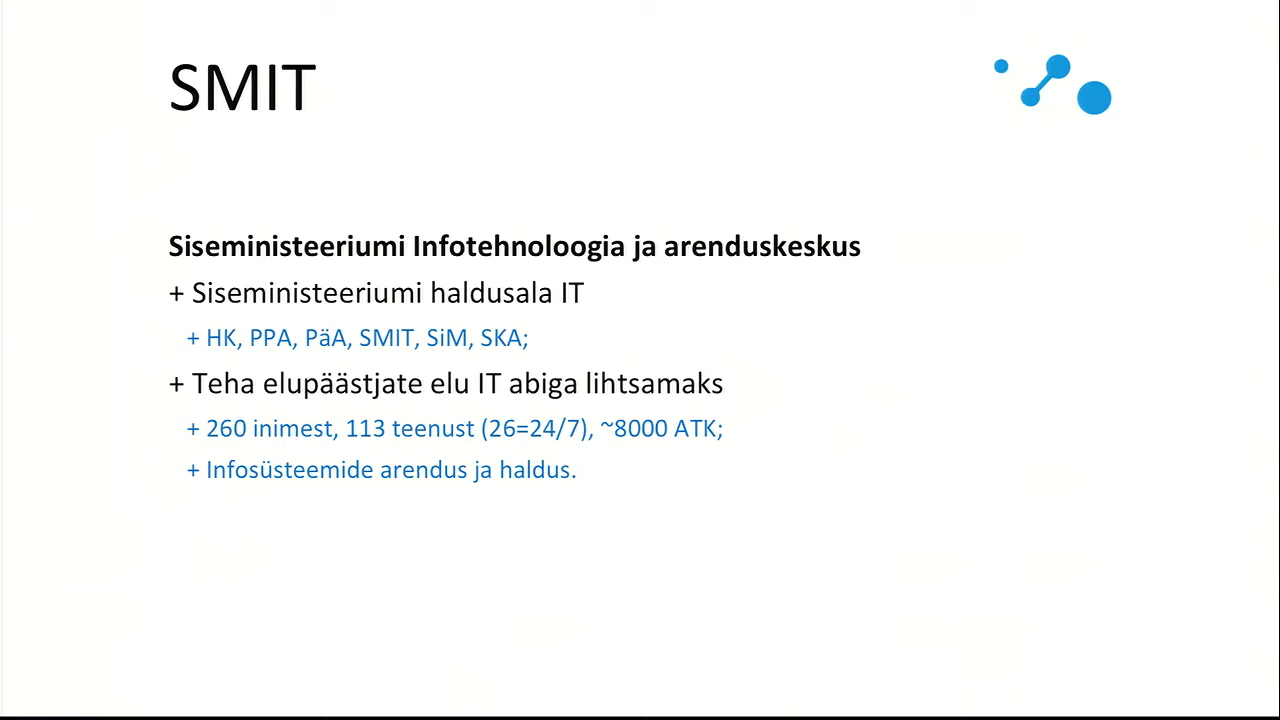 SMIT
Siseministeeriumi Infotehnoloogia ja arenduskeskus
+ Siseministeeriumi haldusala IT
+ HK, PPA, PäA, SMIT, SiM, SKA;
+ Teha elupäästjate elu IT abiga lihtsamaks
+ 260 inimest, 113 teenust (26=24/7), ~8000 ATK;
+ Infosüsteemide arendus ja haldus.